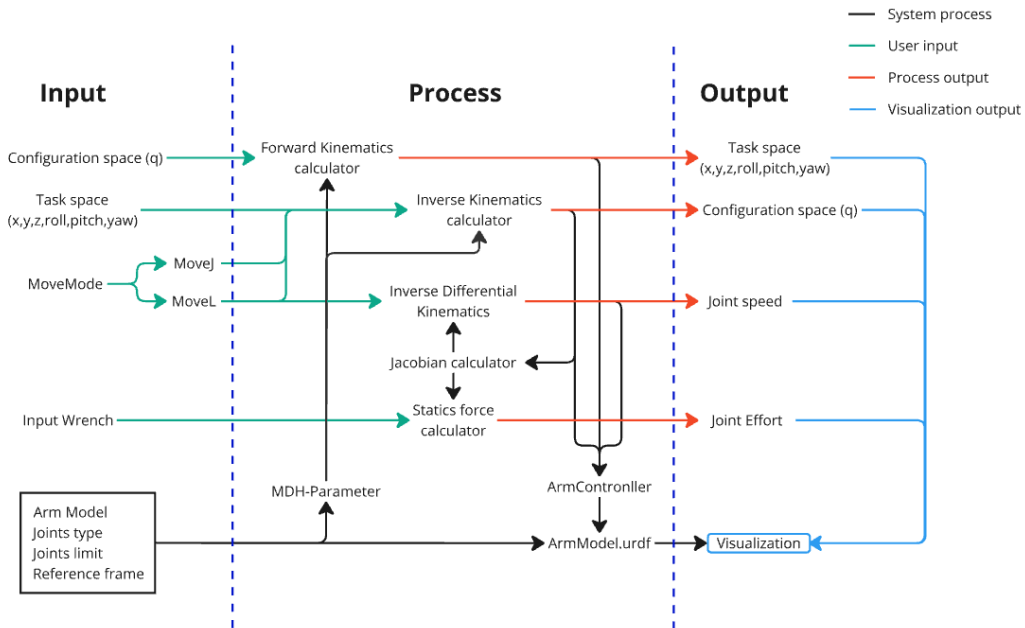 System process
User input
Process output
Visualization output
Input
Process
Output
Configuration space (q)
Forward Kinematics
calculator
Task space
(x,y,z,roll,pitch,yaw)
Task space
(x,y,z,roll,pitch,yaw)
Inverse Kinematics
calculator
Configuration space (q)
MoveMode
MoveJ
MoveL
Inverse Differential
Kinematics
Joint speed
Jacobian calculator
Input Wrench
Statics force
calculator
Joint Effort
MDH-Parameter
ArmContronller
Arm Model
Joints type
Joints limit
Reference frame
ArmModel.urdf
Visualization